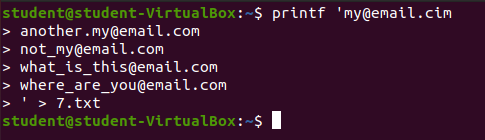 student@student-VirtualBox:~$ printf 'my@email.cim
> another.my@email.com
> not_my@email.com
> what_is_this@email.com
> where_are_you@email.com
> ' > 7.txt
student@student-VirtualBox:~$